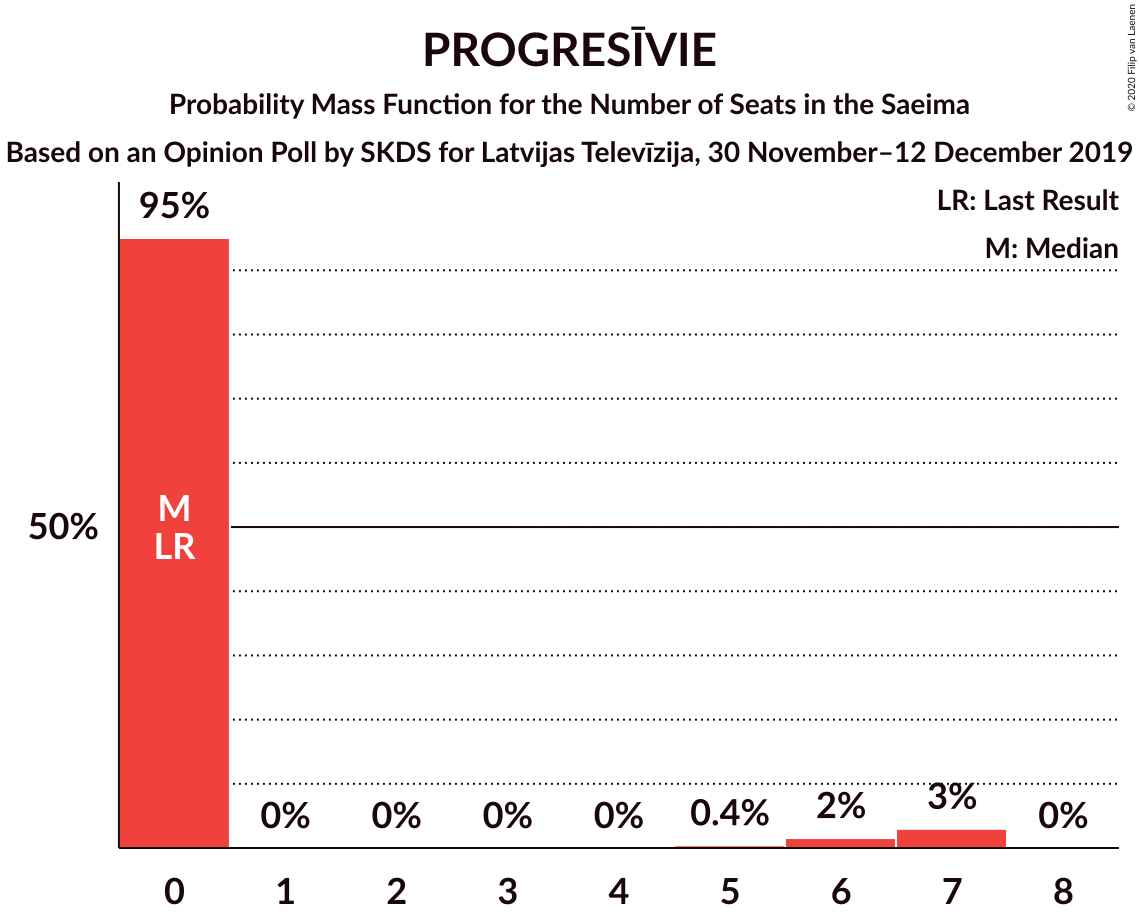 PROGRESĪVIE
Probability Mass Function for the Number of Seats in the Saeima
Based on an Opinion Poll by SKDS for Latvijas Televīzija, 30 November–12 December 2019
© 2020 Filip van Laenen
LR: Last Result
M: Median
95%
50%
M
LR
0%
0%
0%
0%
0.4%
2%
3%
0%
0
1
2
3
4
5
6
7
8